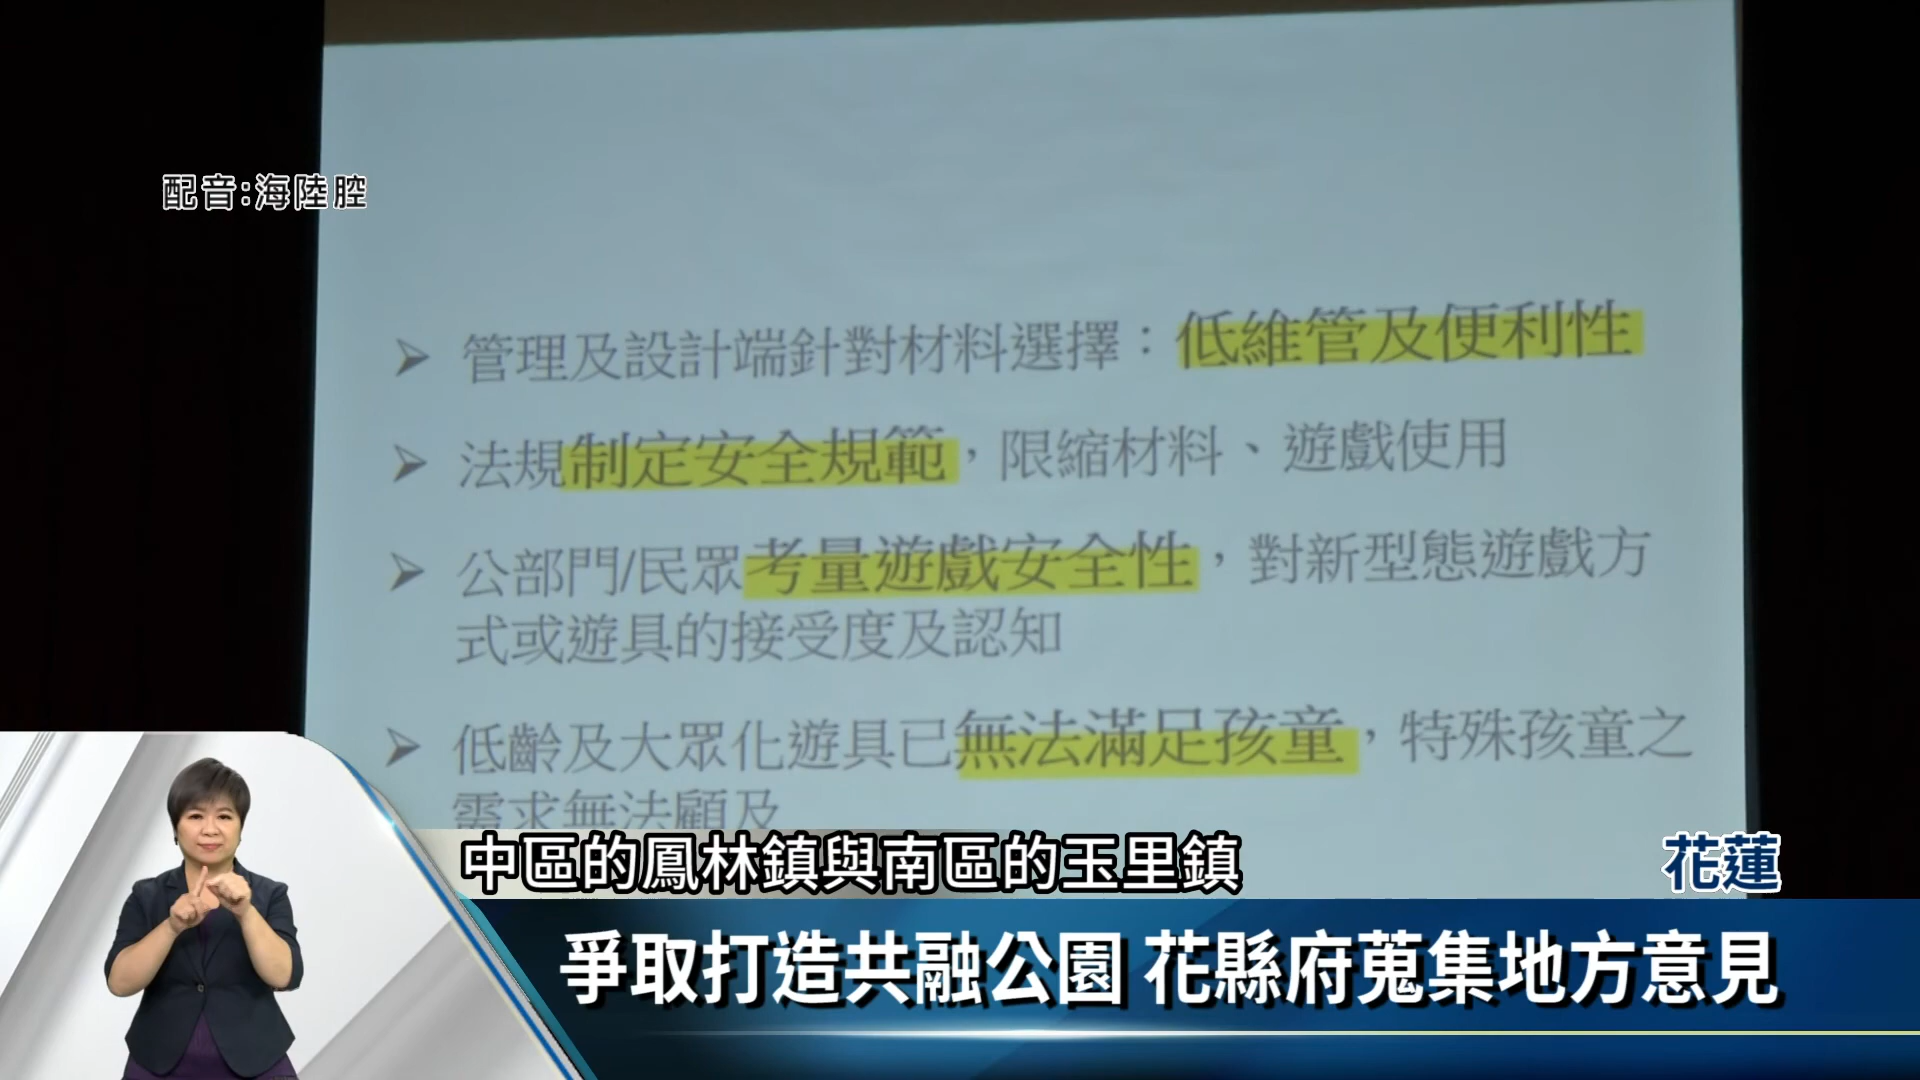 配音:海陸腔
管理及設計端針對材料選擇：低維管及便利性
法規制定安全規範，限縮材料、遊戲使用
公部門/民眾考量遊戲安全性，對新型態遊戲方
式或遊具的接受度及認知
低齡及大眾化遊具已無法滿足孩童，特殊孩童之
需求無法顧及
中區的鳳林鎮與南區的玉里鎮
花蓮
爭取打造共融公園 花縣府蒐集地方意見